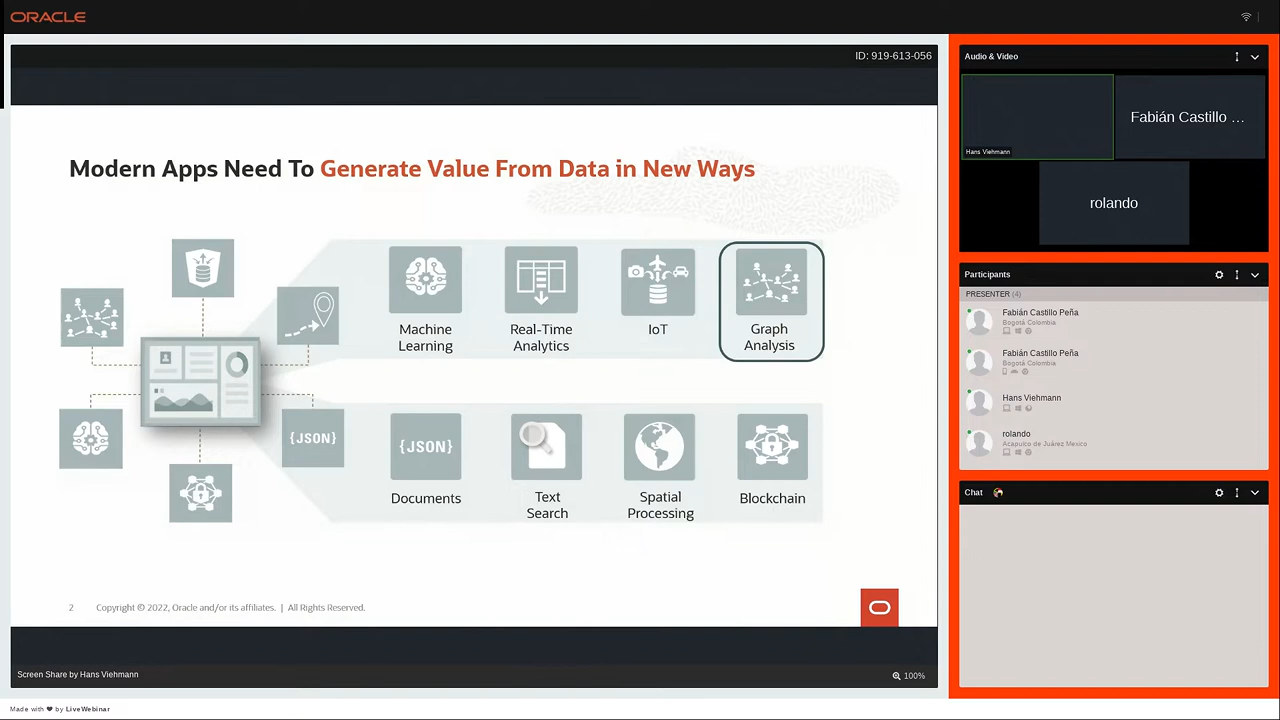 ORACLE
ID: 919-613-056
Modern Apps Need To Generate Value From Data in New Ways
Machine
Learning
Real-Time
Analytics
IoT
Graph
Analysis
{JSON}
{JSON}
Documents
Text
Search
Spatial
Processing
Blockchain
2 Copyright © 2022, Oracle and/or its affiliates. | All Rights Reserved.
Screen Share by Hans Viehmann
100%
Made with ❤ by LiveWebinar
Audio & Video
Hans Viehmann
Fabián Castillo ...
rolando
Participants
PRESENTER (4)
Fabián Castillo Peña
Bogotá Colombia
Fabián Castillo Peña
Bogotá Colombia
Hans Viehmann
rolando
Acapulco de Juárez Mexico
Chat